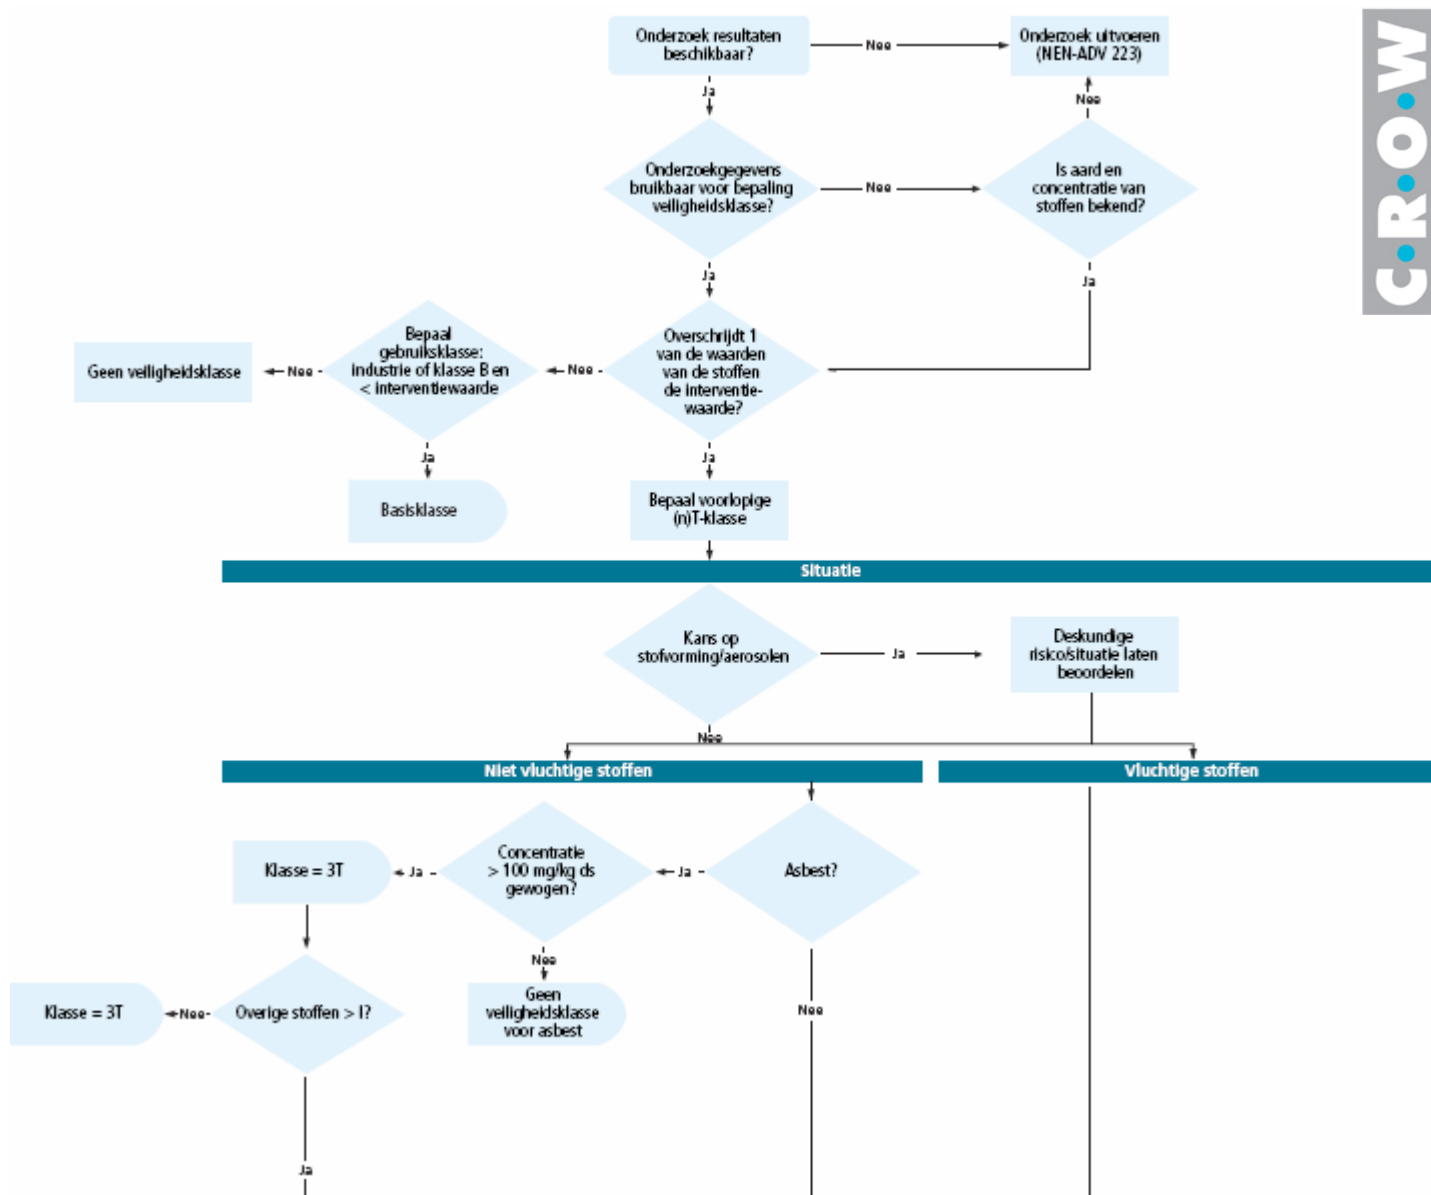 Onderzoek resultaten
beschikbaar?
Nee
Onderzoek uitvoeren
(NEN-ADV 223)
C•R•O•W
Ja
Nee
Onderzoekgegevens
bruikbaar voor bepaling
veiligheidsklasse?
Nee
Is aard en
concentratie van
stoffen bekend?
Ja
Ja
Geen veiligheidsklasse
Nee
Bepaal
gebruiksklasse:
industrie of klasse B en
< interventiewaarde
Nee
Overschrijdt 1
van de waarden
van de stoffen
de interventie-
waarde?
Ja
Ja
Basisklasse
Bepaal voorlopige
(n)T-klasse
Situatie
Kans op
stofvorming/aerosolen
Ja
Deskundige
risico/situatie laten
beoordelen
Nee
Niet vluchtige stoffen
Vluchtige stoffen
Klasse = 3T
Ja
Concentratie
> 100 mg/kg ds
gewogen?
Ja
Asbest?
Nee
Klasse = 3T
Nee
Overige stoffen > I?
Geen
veiligheidsklasse
voor asbest
Nee
Ja